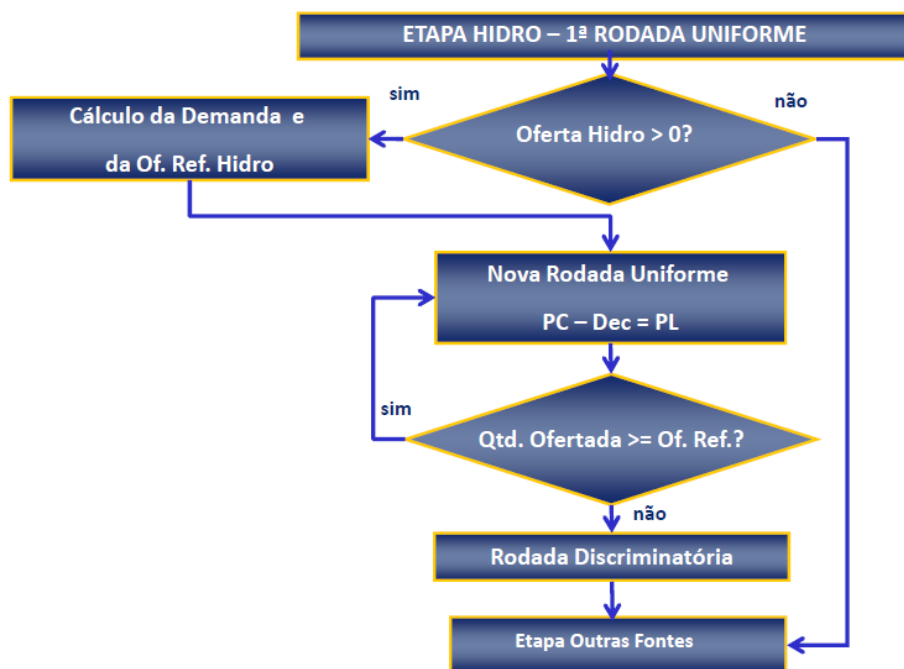 ETAPA HIDRO – 1ª RODADA UNIFORME
sim
não
Cálculo da Demanda e
da Of. Ref. Hidro
Oferta Hidro > 0?
Nova Rodada Uniforme
PC – Dec = PL
sim
Qtd. Ofertada >= Of. Ref.?
não
Rodada Discriminatória
Etapa Outras Fontes